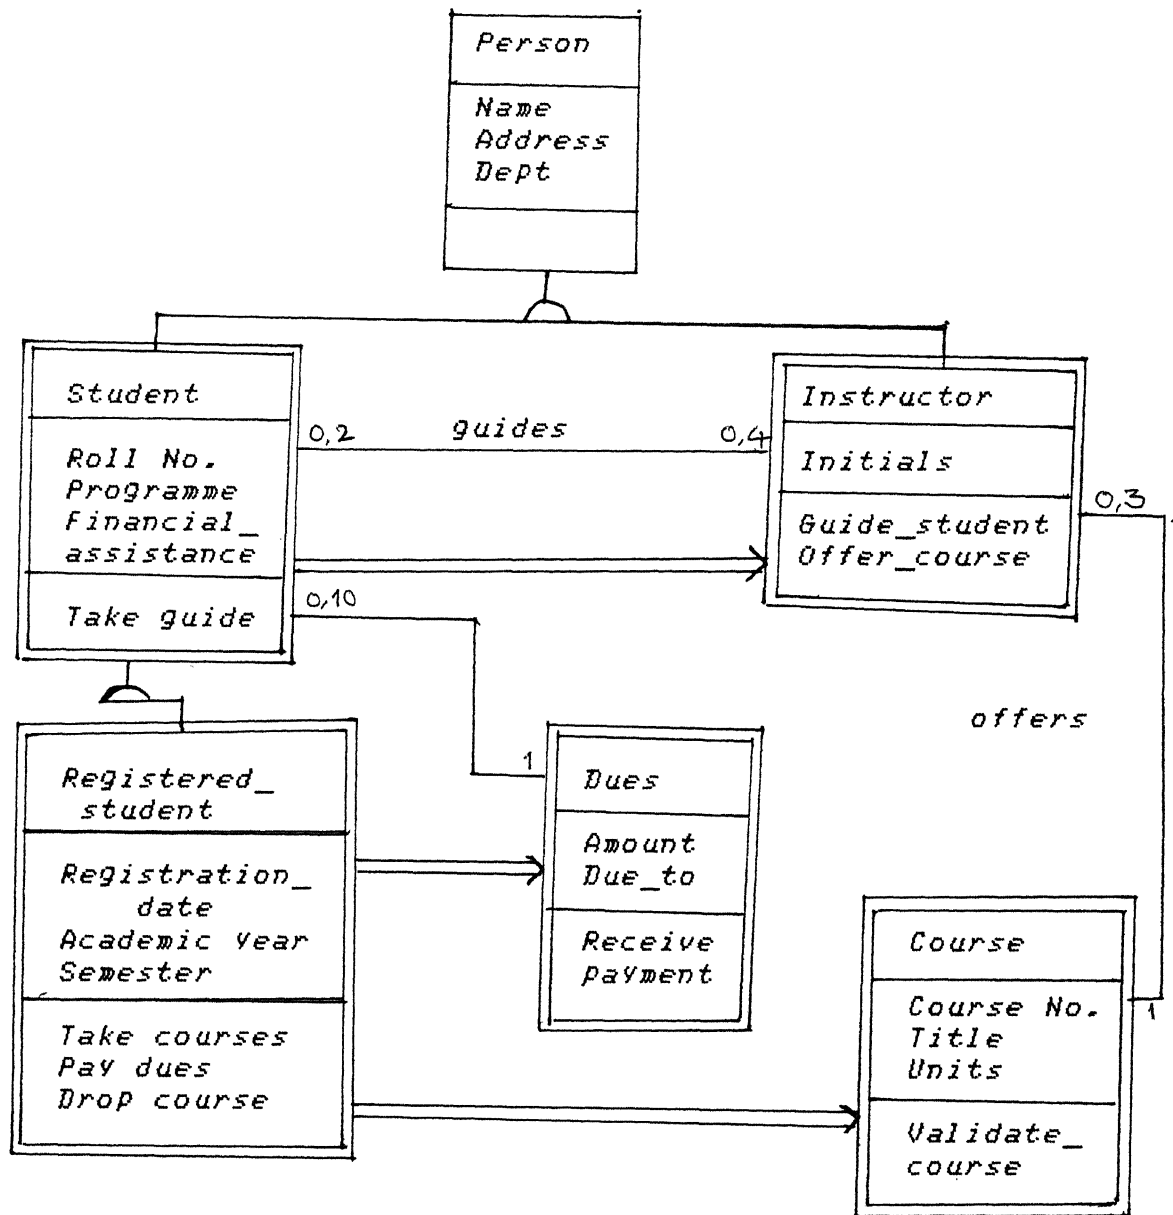 Person
Name
Address
Dept
Student
Roll No.
Programme
Financial_
assistance
Take guide
0,2
guides
0,4
Instructor
Initials
Guide_student
Offer_course
0,3
0,10
1
offers
Registered_
student
Registration_
date
Academic year
Semester
Take courses
Pay dues
Drop course
Dues
Amount
Due_to
Receive
payment
Course
Course No.
Title
Units
Validate_
course
1